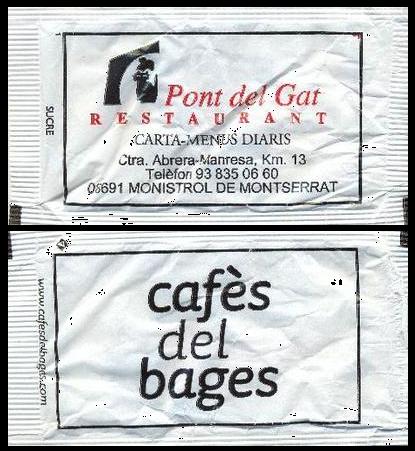 SUCRE
Pont del Gat
RESTAURANT
CARTA-MENUS DIARIS
Ctra. Abrera-Manresa, Km. 13
Telèfon 93 835 06 60
08691 MONISTROL DE MONTSERRAT
www.cafesdelbages.com
cafès
del
bages